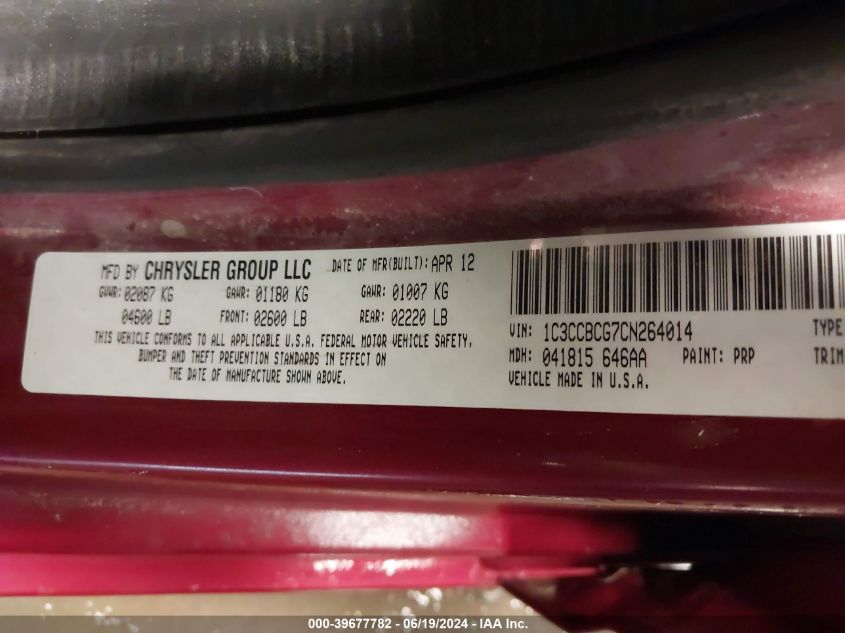 MFD BY CHRYSLER GROUP LLC DATE OF MFR(BUILT): APR 12
GVWR: 02087 KG GAWR: 01180 KG GAWR: 01007 KG
04600 LB FRONT: 02600 LB REAR: 02220 LB
THIS VEHICLE CONFORMS TO ALL APPLICABLE U.S.A. FEDERAL MOTOR VEHICLE SAFETY,
BUMPER AND THEFT PREVENTION STANDARDS IN EFFECT ON
THE DATE OF MANUFACTURE SHOWN ABOVE.
VIN: 1C3CCBCG7CN264014 TYPE
MDH: 041815 646AA PAINT: PRP TRIM
VEHICLE MADE IN U.S.A.
000-39677782 - 06/19/2024 - IAA Inc.